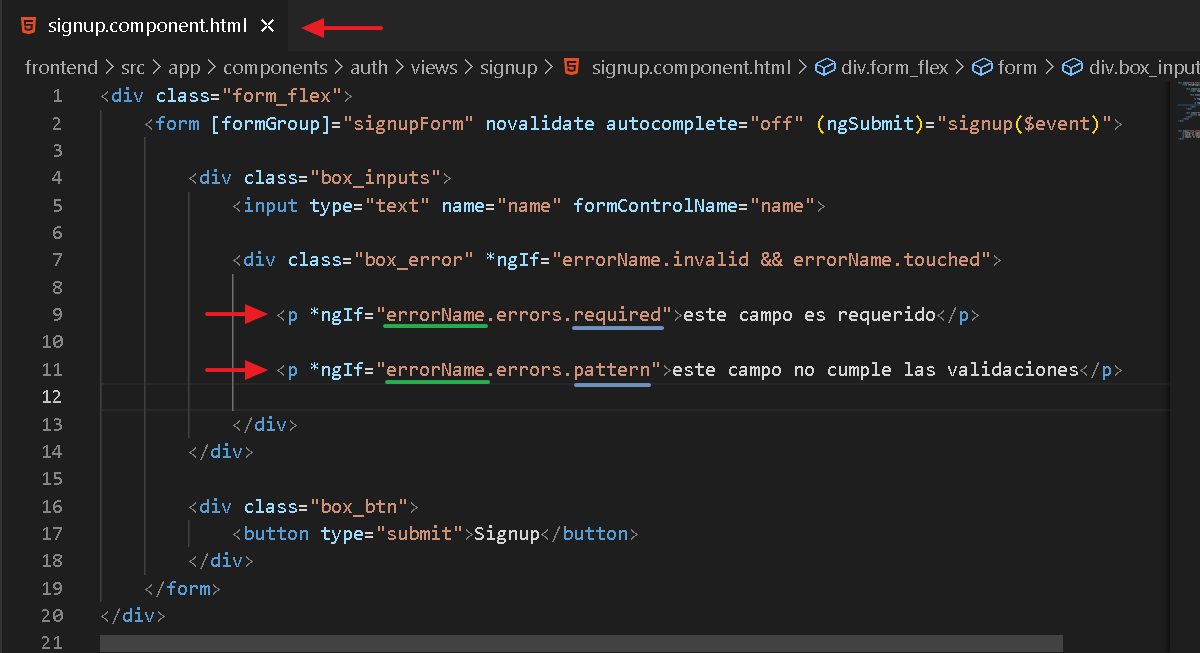 signup.component.html
frontend > src > app > components > auth > views > signup > signup.component.html > div.form_flex > form > div.box_input
1 <div class="form_flex">
2 <form [formGroup]="signupForm" novalidate autocomplete="off" (ngSubmit)="signup($event)">
3
4 <div class="box_inputs">
5 <input type="text" name="name" formControlName="name">
6
7 <div class="box_error" *ngIf="errorName.invalid && errorName.touched">
8
9 <p *ngIf="errorName.errors.required">este campo es requerido</p>
10
11 <p *ngIf="errorName.errors.pattern">este campo no cumple las validaciones</p>
12
13 </div>
14 </div>
15
16 <div class="box_btn">
17 <button type="submit">Signup</button>
18 </div>
19 </form>
20 </div>
21